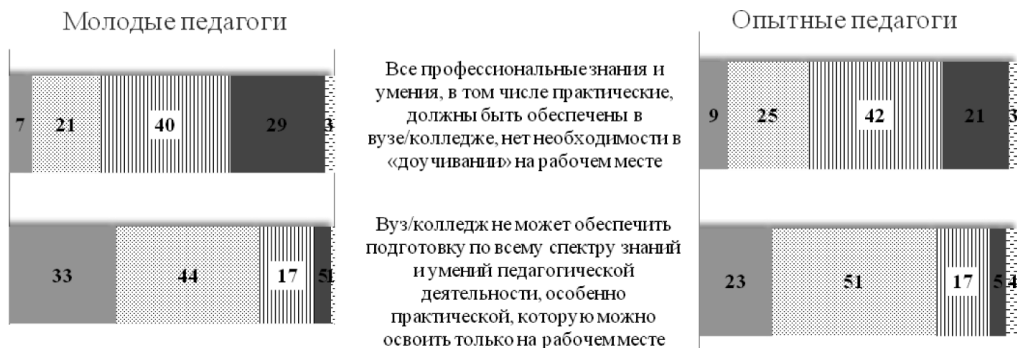 Молодые педагоги
Опытные педагоги
7 21 40 29 3
Все профессиональные знания и
умения, в том числе практические,
должны быть обеспечены в
вузе/колледже, нет необходимости в
«доучивании» на рабочем месте
9 25 42 21 3
33 44 17 5 1
Вуз/колледж не может обеспечить
подготовку по всему спектру знаний
и умений педагогической
деятельности, особенно
практической, которую можно
освоить только на рабочем месте
23 51 17 5 4